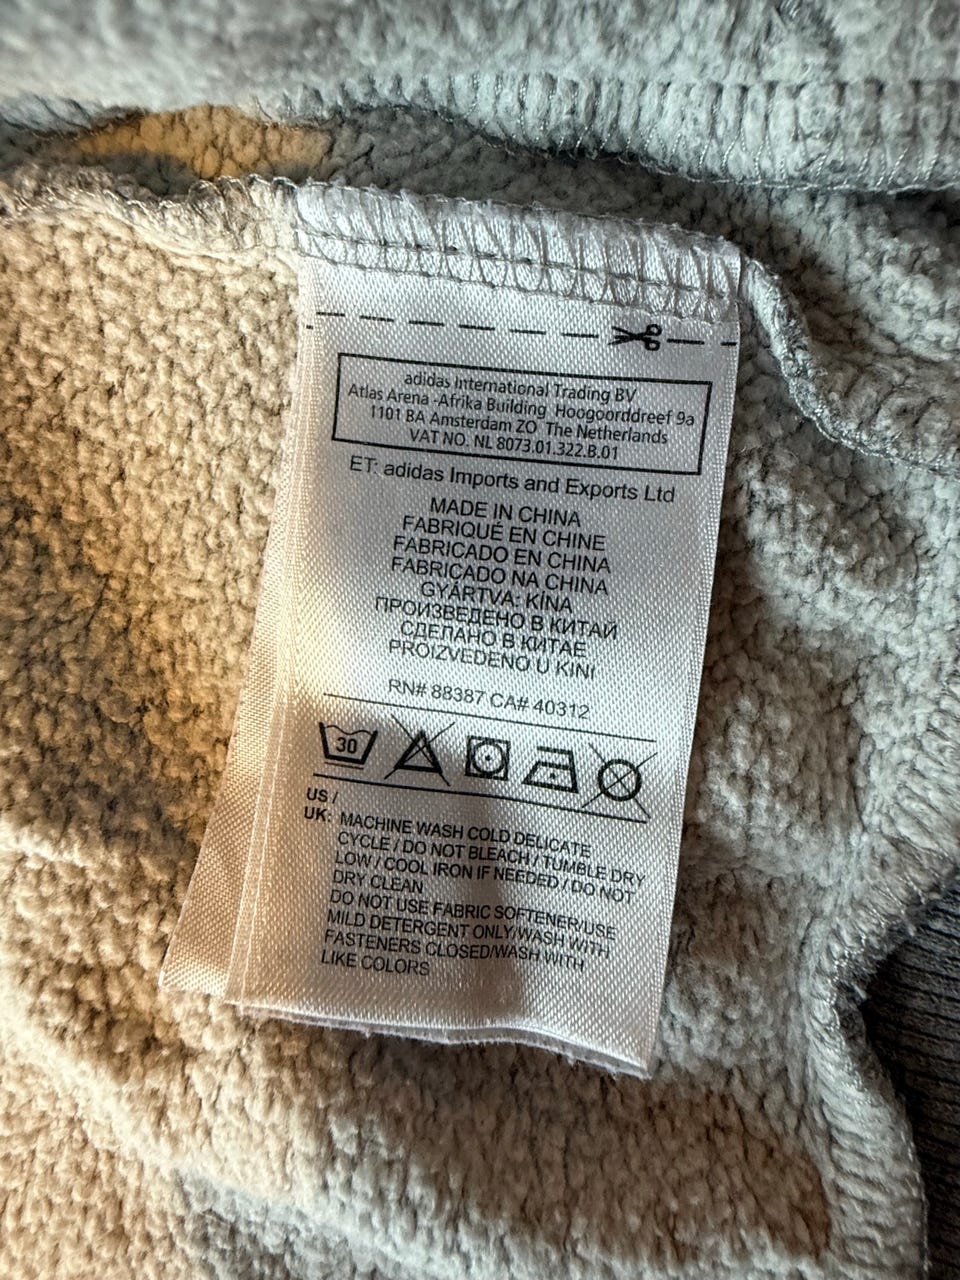 adidas International Trading BV
Atlas Arena -Afrika Building Hoogoorddreef 9a
1101 BA Amsterdam ZO The Netherlands
VAT NO. NL 8073.01.322.B.01
ET: adidas Imports and Exports Ltd
MADE IN CHINA
FABRIQUÉ EN CHINE
FABRICADO EN CHINA
FABRICADO NA CHINA
GYÁRTVA: KÍNA
ПРОИЗВЕДЕНО В КИТАЙ
СДЕЛАНО В КИТАЕ
PROIZVEDENO U KINI
RN# 88387 CA# 40312
30
US /
UK: MACHINE WASH COLD DELICATE
CYCLE / DO NOT BLEACH / TUMBLE DRY
LOW / COOL IRON IF NEEDED / DO NOT
DRY CLEAN
DO NOT USE FABRIC SOFTENER/USE
MILD DETERGENT ONLY/WASH WITH
FASTENERS CLOSED/WASH WITH
LIKE COLORS